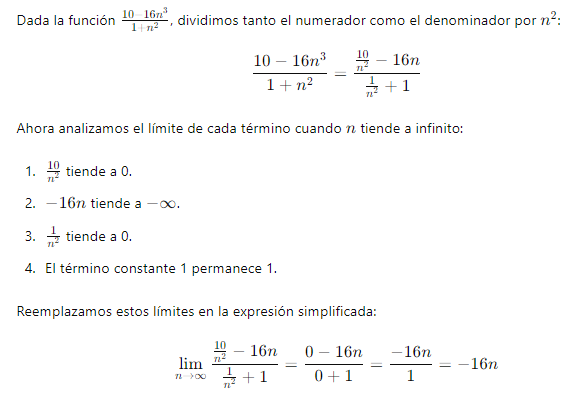 Dada la función \frac{10-16n^3}{1+n^2}, dividimos tanto el numerador como el denominador por n^2:
\frac{10-16n^3}{1+n^2} = \frac{\frac{10}{n^2}-16n}{\frac{1}{n^2}+1}
Ahora analizamos el límite de cada término cuando n tiende a infinito:
1. \frac{10}{n^2} tiende a 0.
2. -16n tiende a -\infty.
3. \frac{1}{n^2} tiende a 0.
4. El término constante 1 permanece 1.
Reemplazamos estos límites en la expresión simplificada:
\lim_{n \to \infty} \frac{\frac{10}{n^2}-16n}{\frac{1}{n^2}+1} = \frac{0-16n}{0+1} = \frac{-16n}{1} = -16n